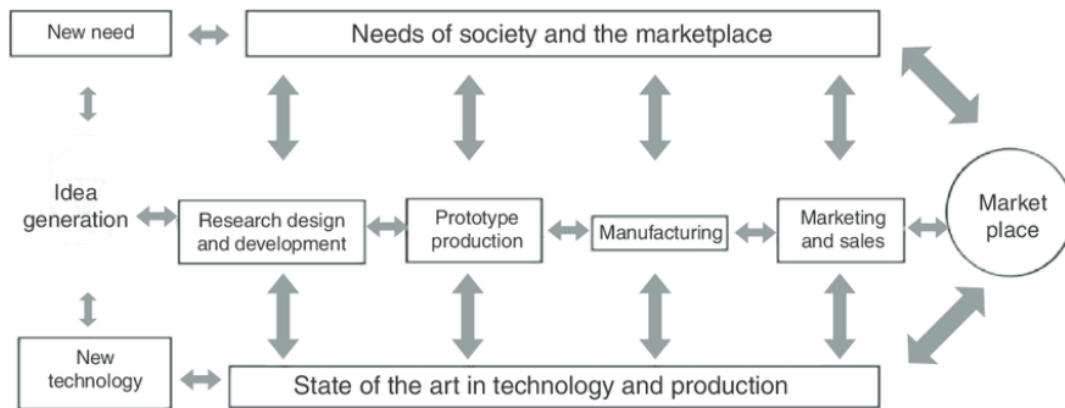 New need
Needs of society and the marketplace
Idea
generation
Research design
and development
Prototype
production
Manufacturing
Marketing
and sales
Market
place
New
technology
State of the art in technology and production